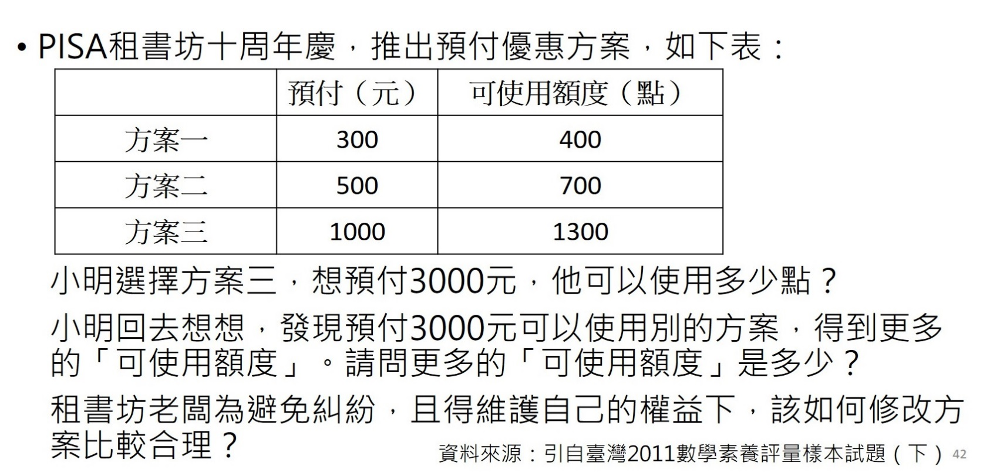 • PISA租書坊十周年慶，推出預付優惠方案，如下表：
預付（元） 可使用額度（點）
方案一 300 400
方案二 500 700
方案三 1000 1300
小明選擇方案三，想預付3000元，他可以使用多少點？
小明回去想想，發現預付3000元可以使用別的方案，得到更多
的「可使用額度」。請問更多的「可使用額度」是多少？
租書坊老闆為避免糾紛，且得維護自己的權益下，該如何修改方
案比較合理？
資料來源：引自臺灣2011數學素養評量樣本試題（下） 42